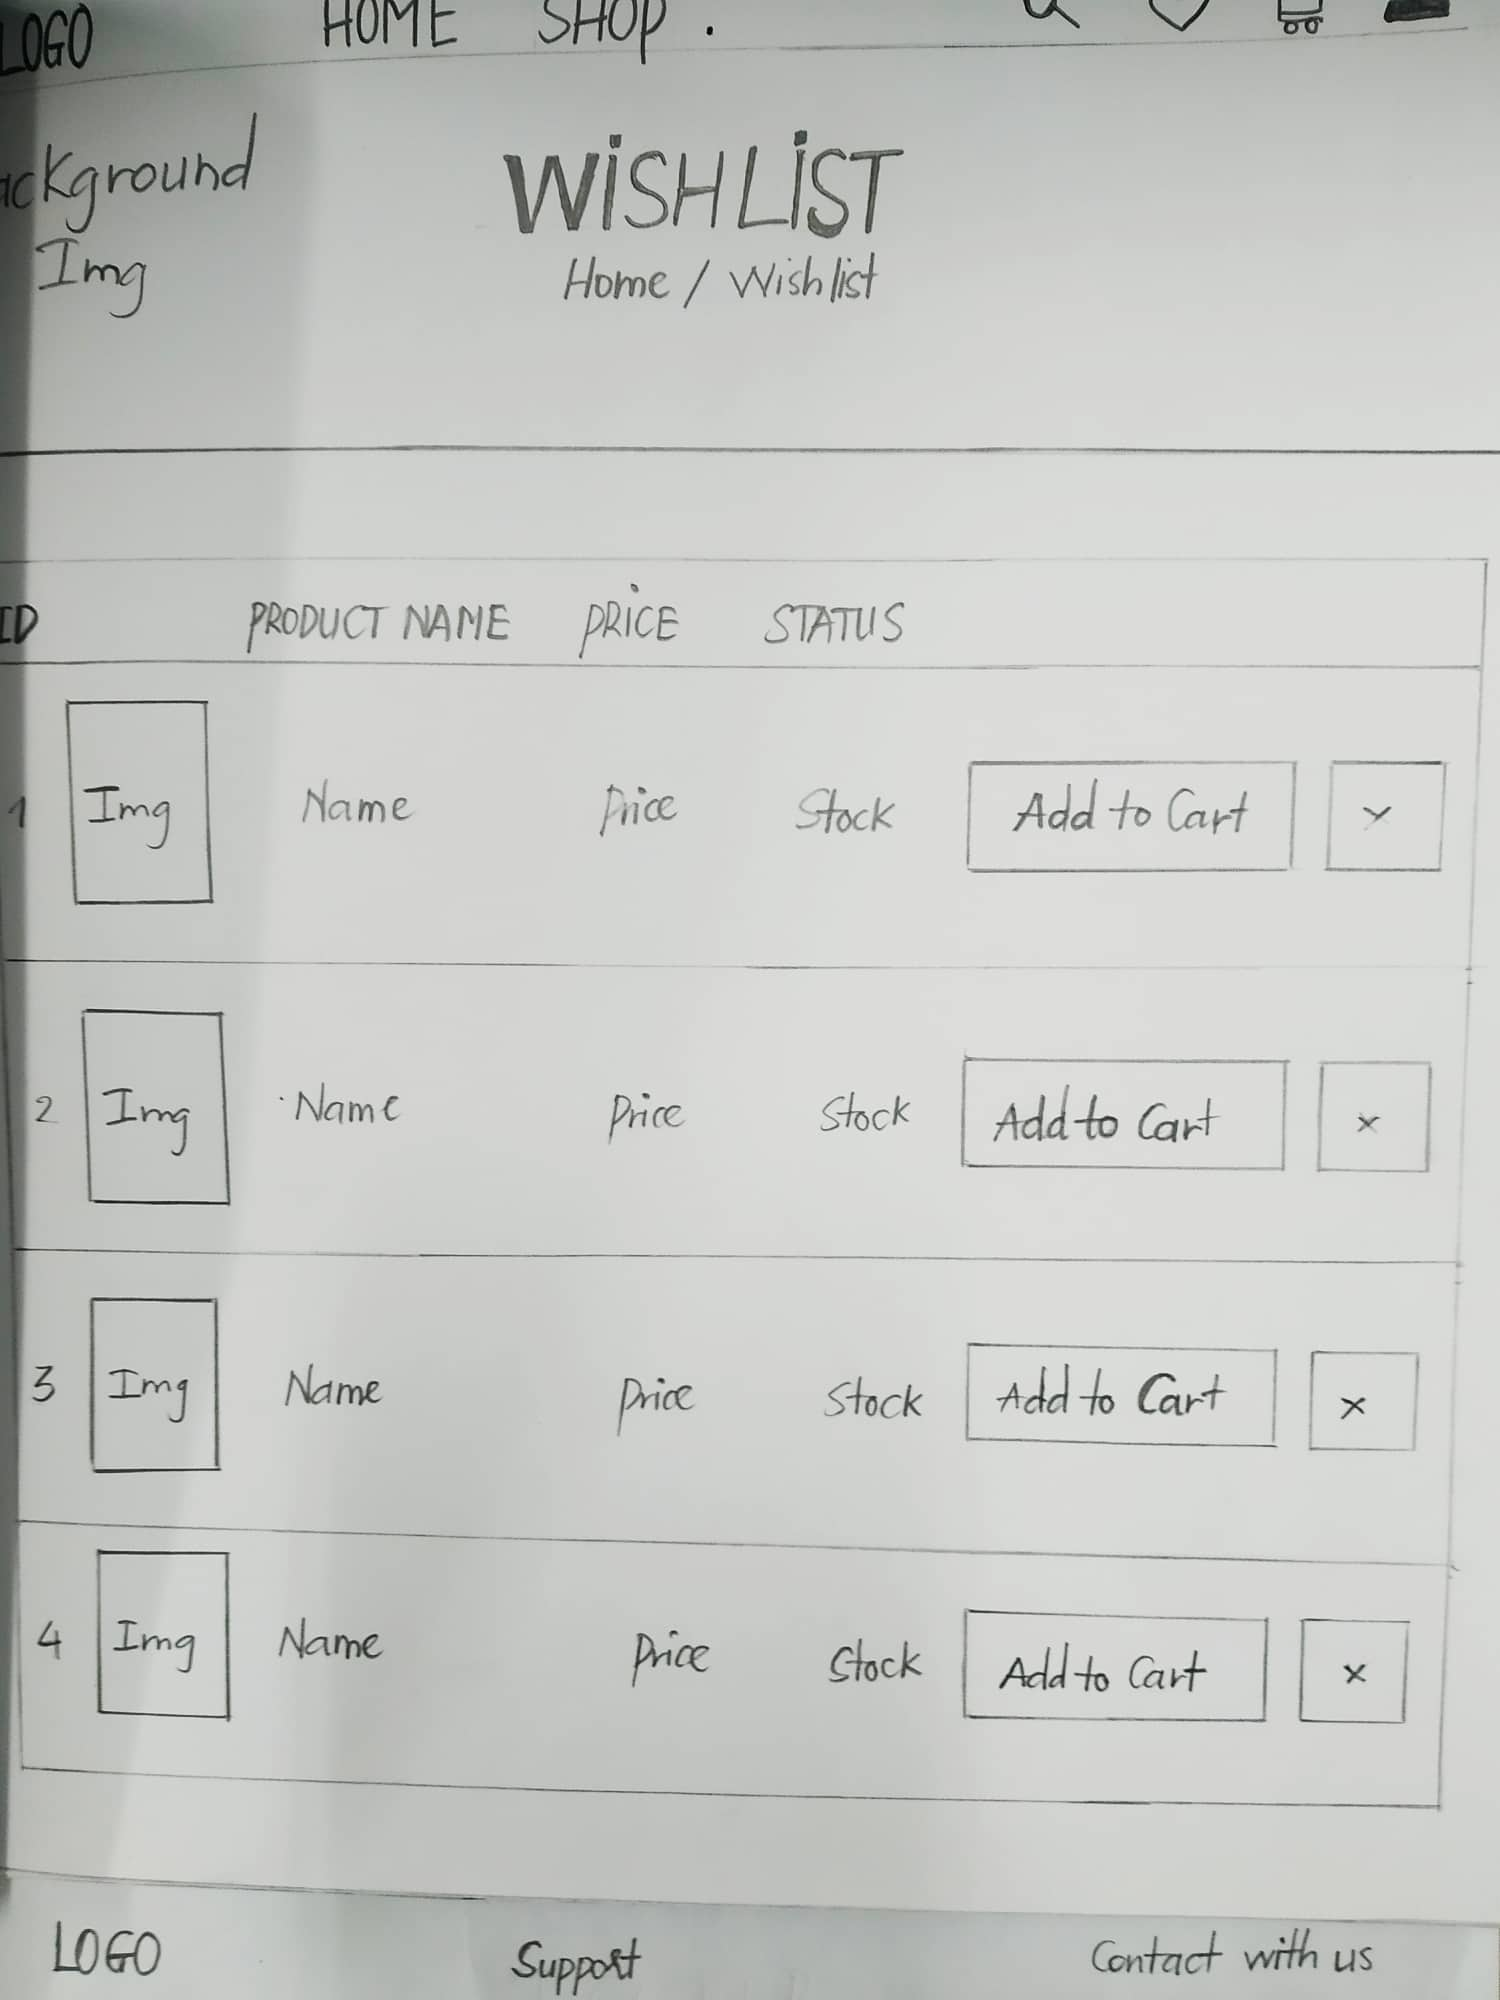 LOGO HOME SHOP .
ckground
Img
WiSHLiST
Home / Wishlist
ID PRODUCT NAME PRiCE STATUS
1 Img Name Price Stock Add to Cart x
2 Img Name Price Stock Add to Cart x
3 Img Name Price Stock Add to Cart x
4 Img Name Price Stock Add to Cart x
LOGO Support Contact with us